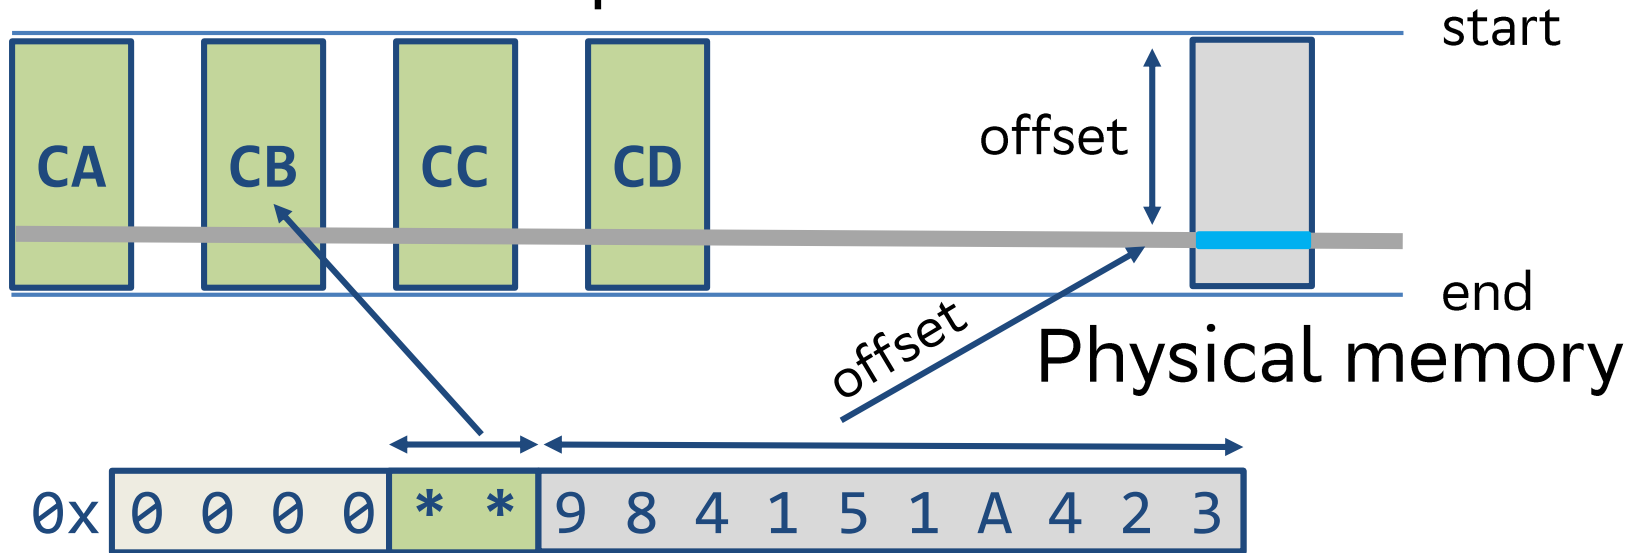 start
CA CB CC CD
offset
end
offset
Physical memory
0x 0 0 0 0 * * 9 8 4 1 5 1 A 4 2 3